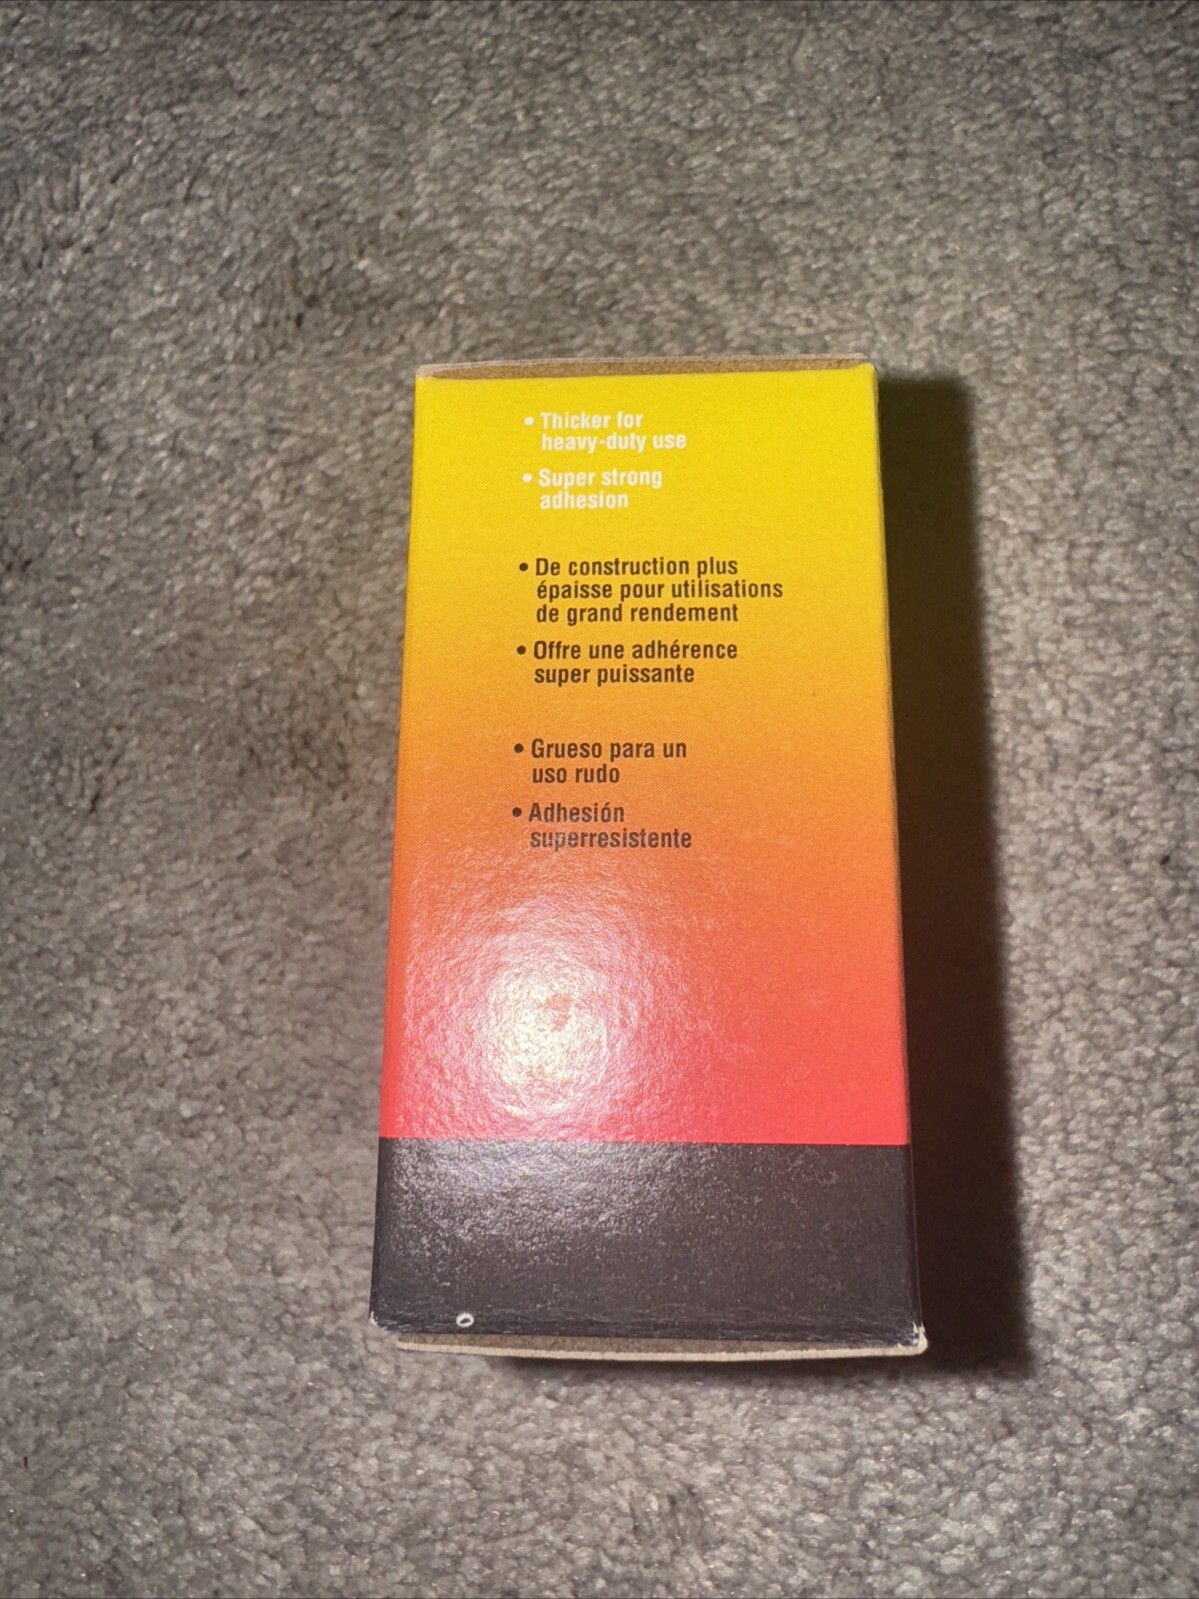 • Thicker for
heavy-duty use
• Super strong
adhesion
• De construction plus
épaisse pour utilisations
de grand rendement
• Offre une adhérence
super puissante
• Grueso para un
uso rudo
• Adhesión
superresistente
0